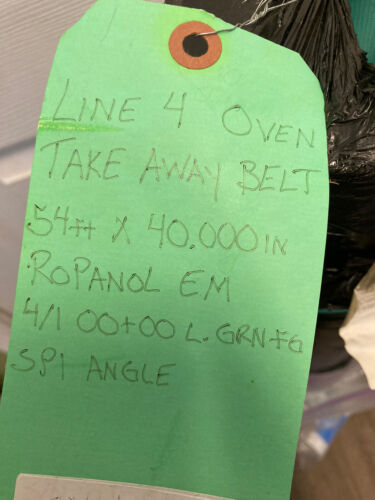 LINE 4 OVEN
TAKE AWAY BELT
54ft X 40.000IN
ROPANOL EM
4/1 00+00 L. GRN FG
SPI ANGLE